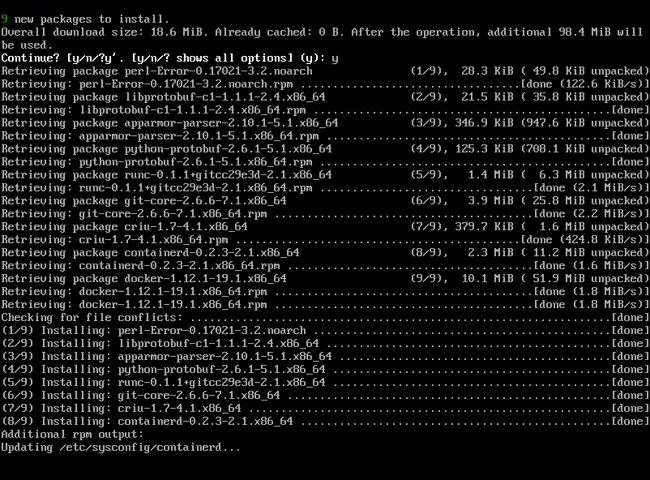 9 new packages to install.
Overall download size: 18.6 MiB. Already cached: 0 B. After the operation, additional 98.4 MiB will
be used.
Continue? [y/n/?y'. [y/n/? shows all options] (y): y
Retrieving package perl-Error-0.17021-3.2.noarch (1/9), 28.3 KiB ( 49.8 KiB unpacked)
Retrieving: perl-Error-0.17021-3.2.noarch.rpm ..................................[done (122.6 KiB/s)]
Retrieving package libprotobuf-c1-1.1.1-2.4.x86_64 (2/9), 21.5 KiB ( 35.8 KiB unpacked)
Retrieving: libprotobuf-c1-1.1.1-2.4.x86_64.rpm ..............................................[done]
Retrieving package apparmor-parser-2.10.1-5.1.x86_64 (3/9), 346.9 KiB (947.6 KiB unpacked)
Retrieving: apparmor-parser-2.10.1-5.1.x86_64.rpm ............................................[done]
Retrieving package python-protobuf-2.6.1-5.1.x86_64 (4/9), 125.3 KiB (708.1 KiB unpacked)
Retrieving: python-protobuf-2.6.1-5.1.x86_64.rpm .............................................[done]
Retrieving package runc-0.1.1+gitcc29e3d-2.1.x86_64 (5/9), 1.4 MiB ( 6.3 MiB unpacked)
Retrieving: runc-0.1.1+gitcc29e3d-2.1.x86_64.rpm .................................[done (2.1 MiB/s)]
Retrieving package git-core-2.6.6-7.1.x86_64 (6/9), 3.9 MiB ( 25.8 MiB unpacked)
Retrieving: git-core-2.6.6-7.1.x86_64.rpm ........................................[done (2.2 MiB/s)]
Retrieving package criu-1.7-4.1.x86_64 (7/9), 379.7 KiB ( 1.6 MiB unpacked)
Retrieving: criu-1.7-4.1.x86_64.rpm ............................................[done (424.8 KiB/s)]
Retrieving package containerd-0.2.3-2.1.x86_64 (8/9), 2.3 MiB ( 11.2 MiB unpacked)
Retrieving: containerd-0.2.3-2.1.x86_64.rpm ......................................[done (1.6 MiB/s)]
Retrieving package docker-1.12.1-19.1.x86_64 (9/9), 10.1 MiB ( 51.9 MiB unpacked)
Retrieving: docker-1.12.1-19.1.x86_64.rpm ........................................[done (1.8 MiB/s)]
Retrieving: docker-1.12.1-19.1.x86_64.rpm ........................................[done (1.8 MiB/s)]
Checking for file conflicts: .................................................................[done]
(1/9) Installing: perl-Error-0.17021-3.2.noarch ..............................................[done]
(2/9) Installing: libprotobuf-c1-1.1.1-2.4.x86_64 ............................................[done]
(3/9) Installing: apparmor-parser-2.10.1-5.1.x86_64 ..........................................[done]
(4/9) Installing: python-protobuf-2.6.1-5.1.x86_64 ...........................................[done]
(5/9) Installing: runc-0.1.1+gitcc29e3d-2.1.x86_64 ...........................................[done]
(6/9) Installing: git-core-2.6.6-7.1.x86_64 ..................................................[done]
(7/9) Installing: criu-1.7-4.1.x86_64 ........................................................[done]
(8/9) Installing: containerd-0.2.3-2.1.x86_64 ................................................[done]
Additional rpm output:
Updating /etc/sysconfig/containerd...